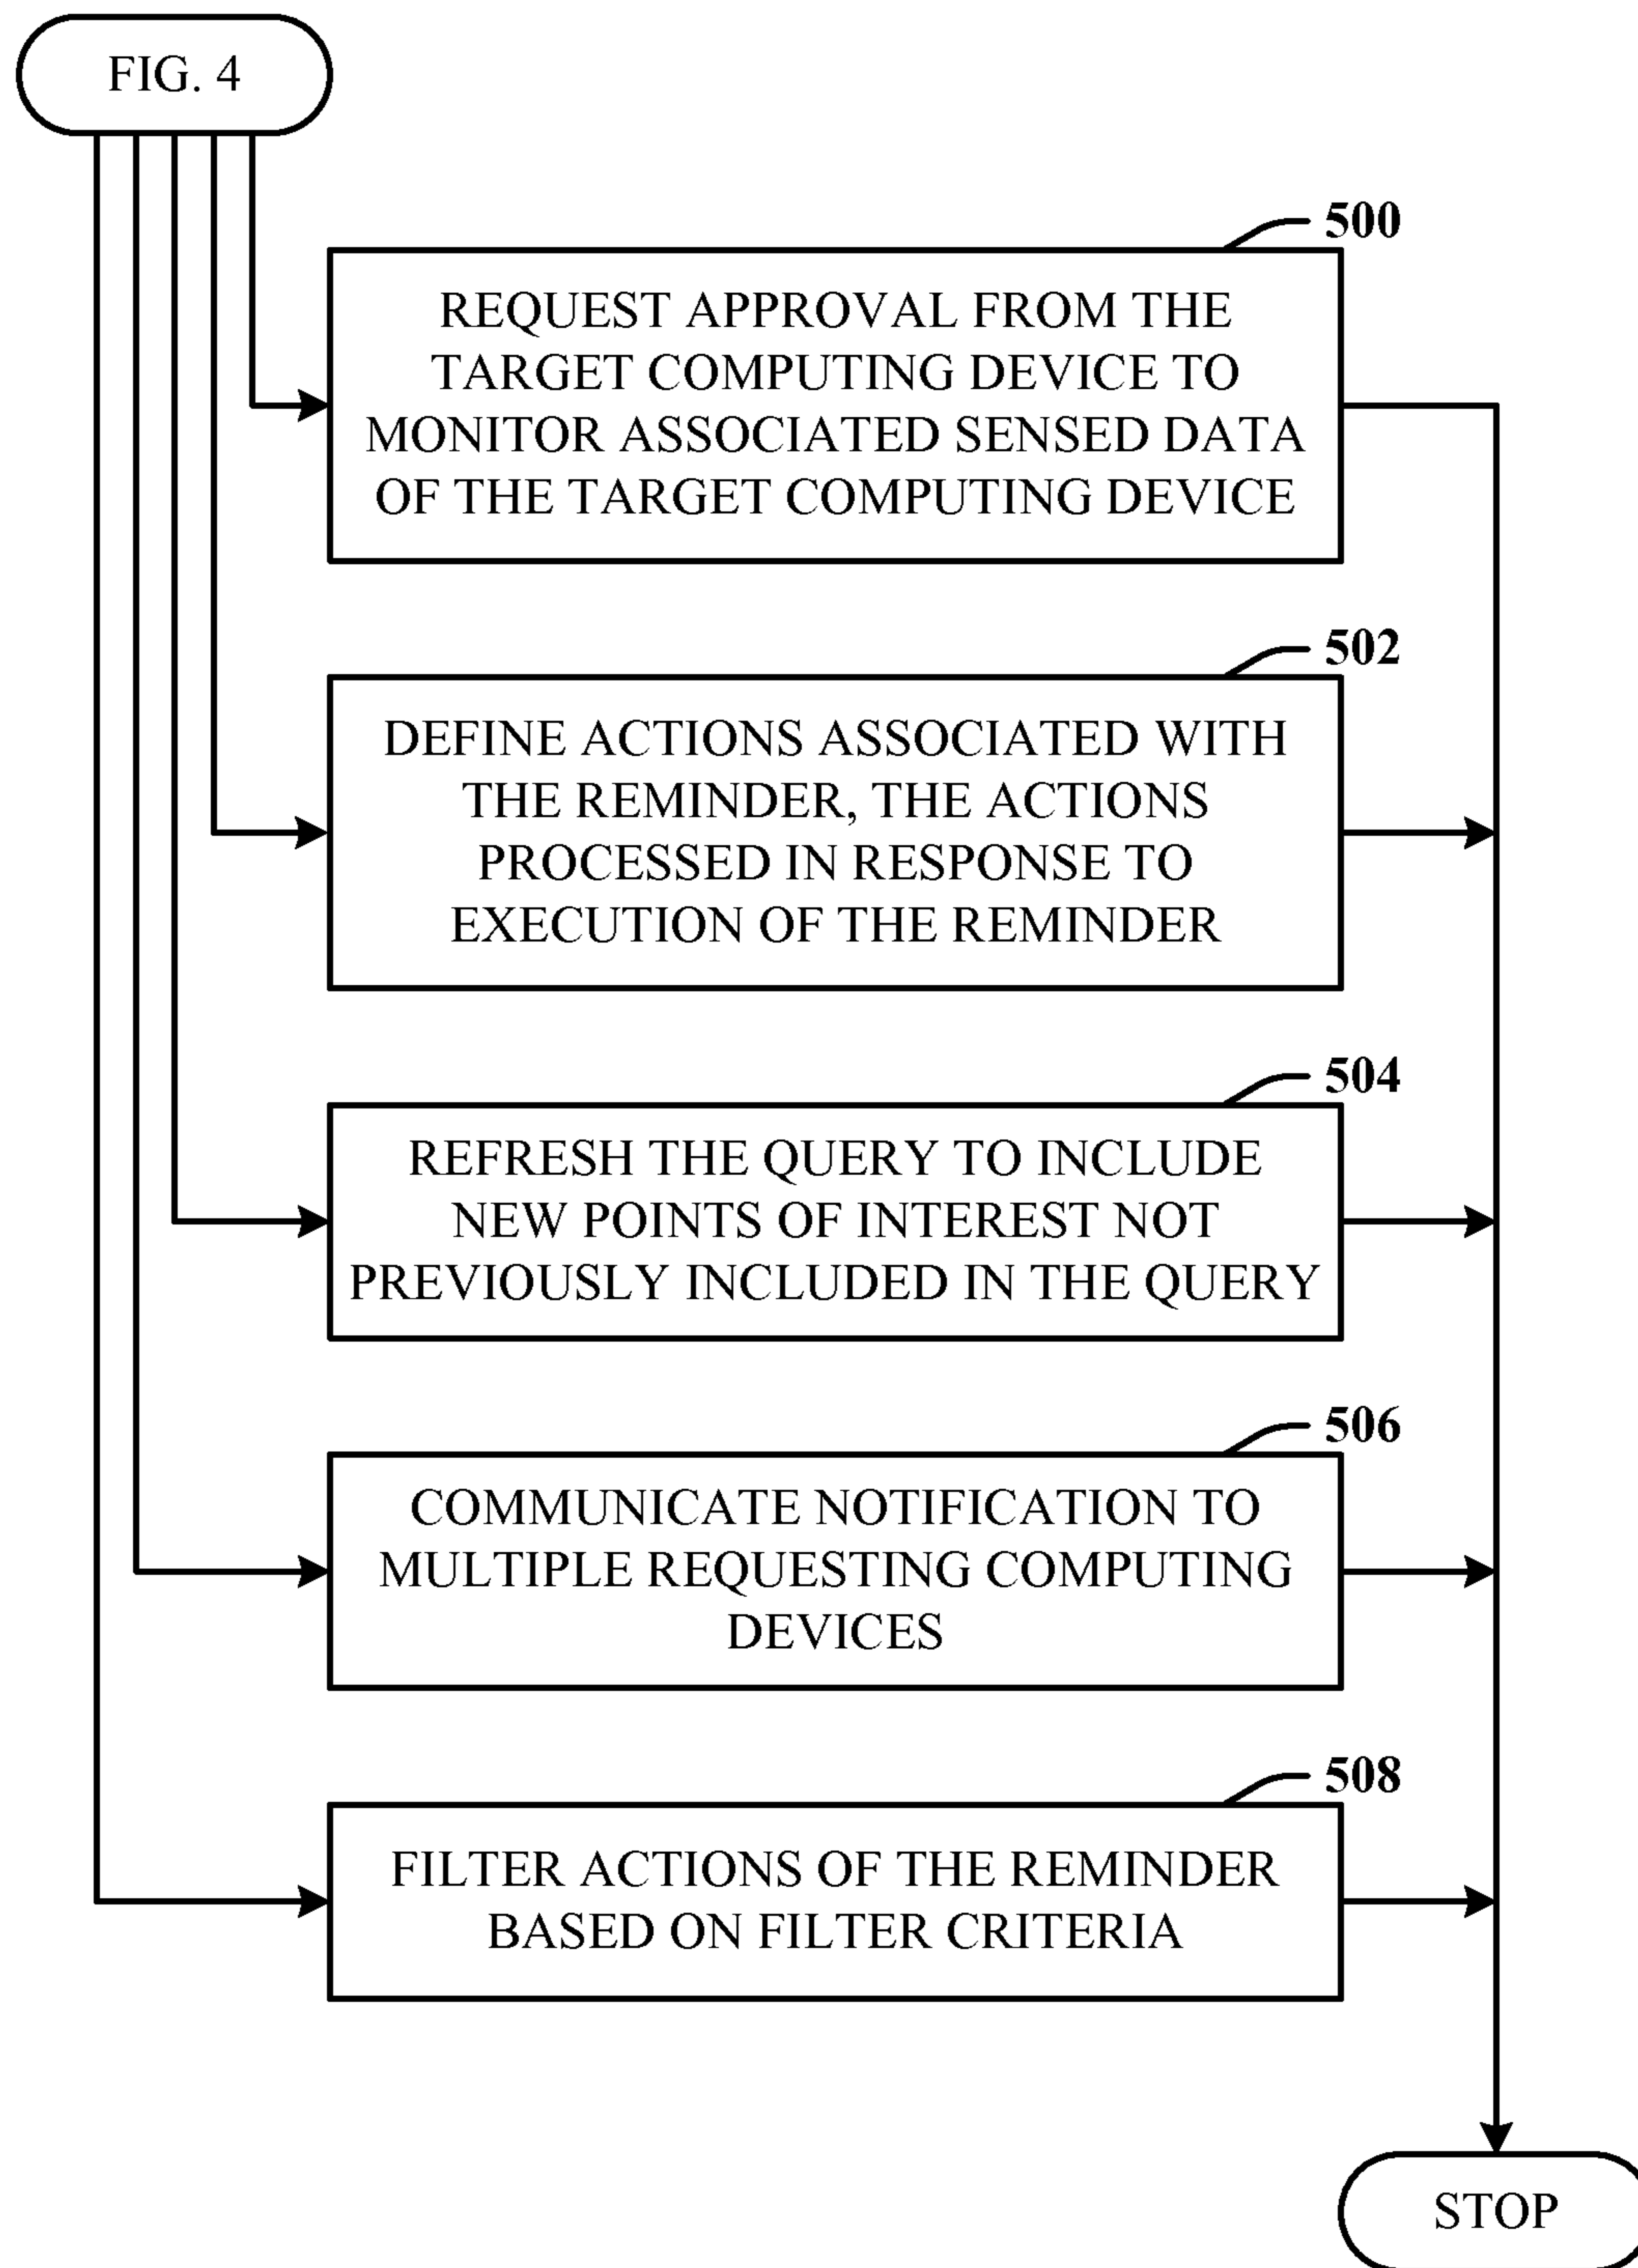 FIG. 4
500
REQUEST APPROVAL FROM THE
TARGET COMPUTING DEVICE TO
MONITOR ASSOCIATED SENSED DATA
OF THE TARGET COMPUTING DEVICE
502
DEFINE ACTIONS ASSOCIATED WITH
THE REMINDER, THE ACTIONS
PROCESSED IN RESPONSE TO
EXECUTION OF THE REMINDER
504
REFRESH THE QUERY TO INCLUDE
NEW POINTS OF INTEREST NOT
PREVIOUSLY INCLUDED IN THE QUERY
506
COMMUNICATE NOTIFICATION TO
MULTIPLE REQUESTING COMPUTING
DEVICES
508
FILTER ACTIONS OF THE REMINDER
BASED ON FILTER CRITERIA
STOP